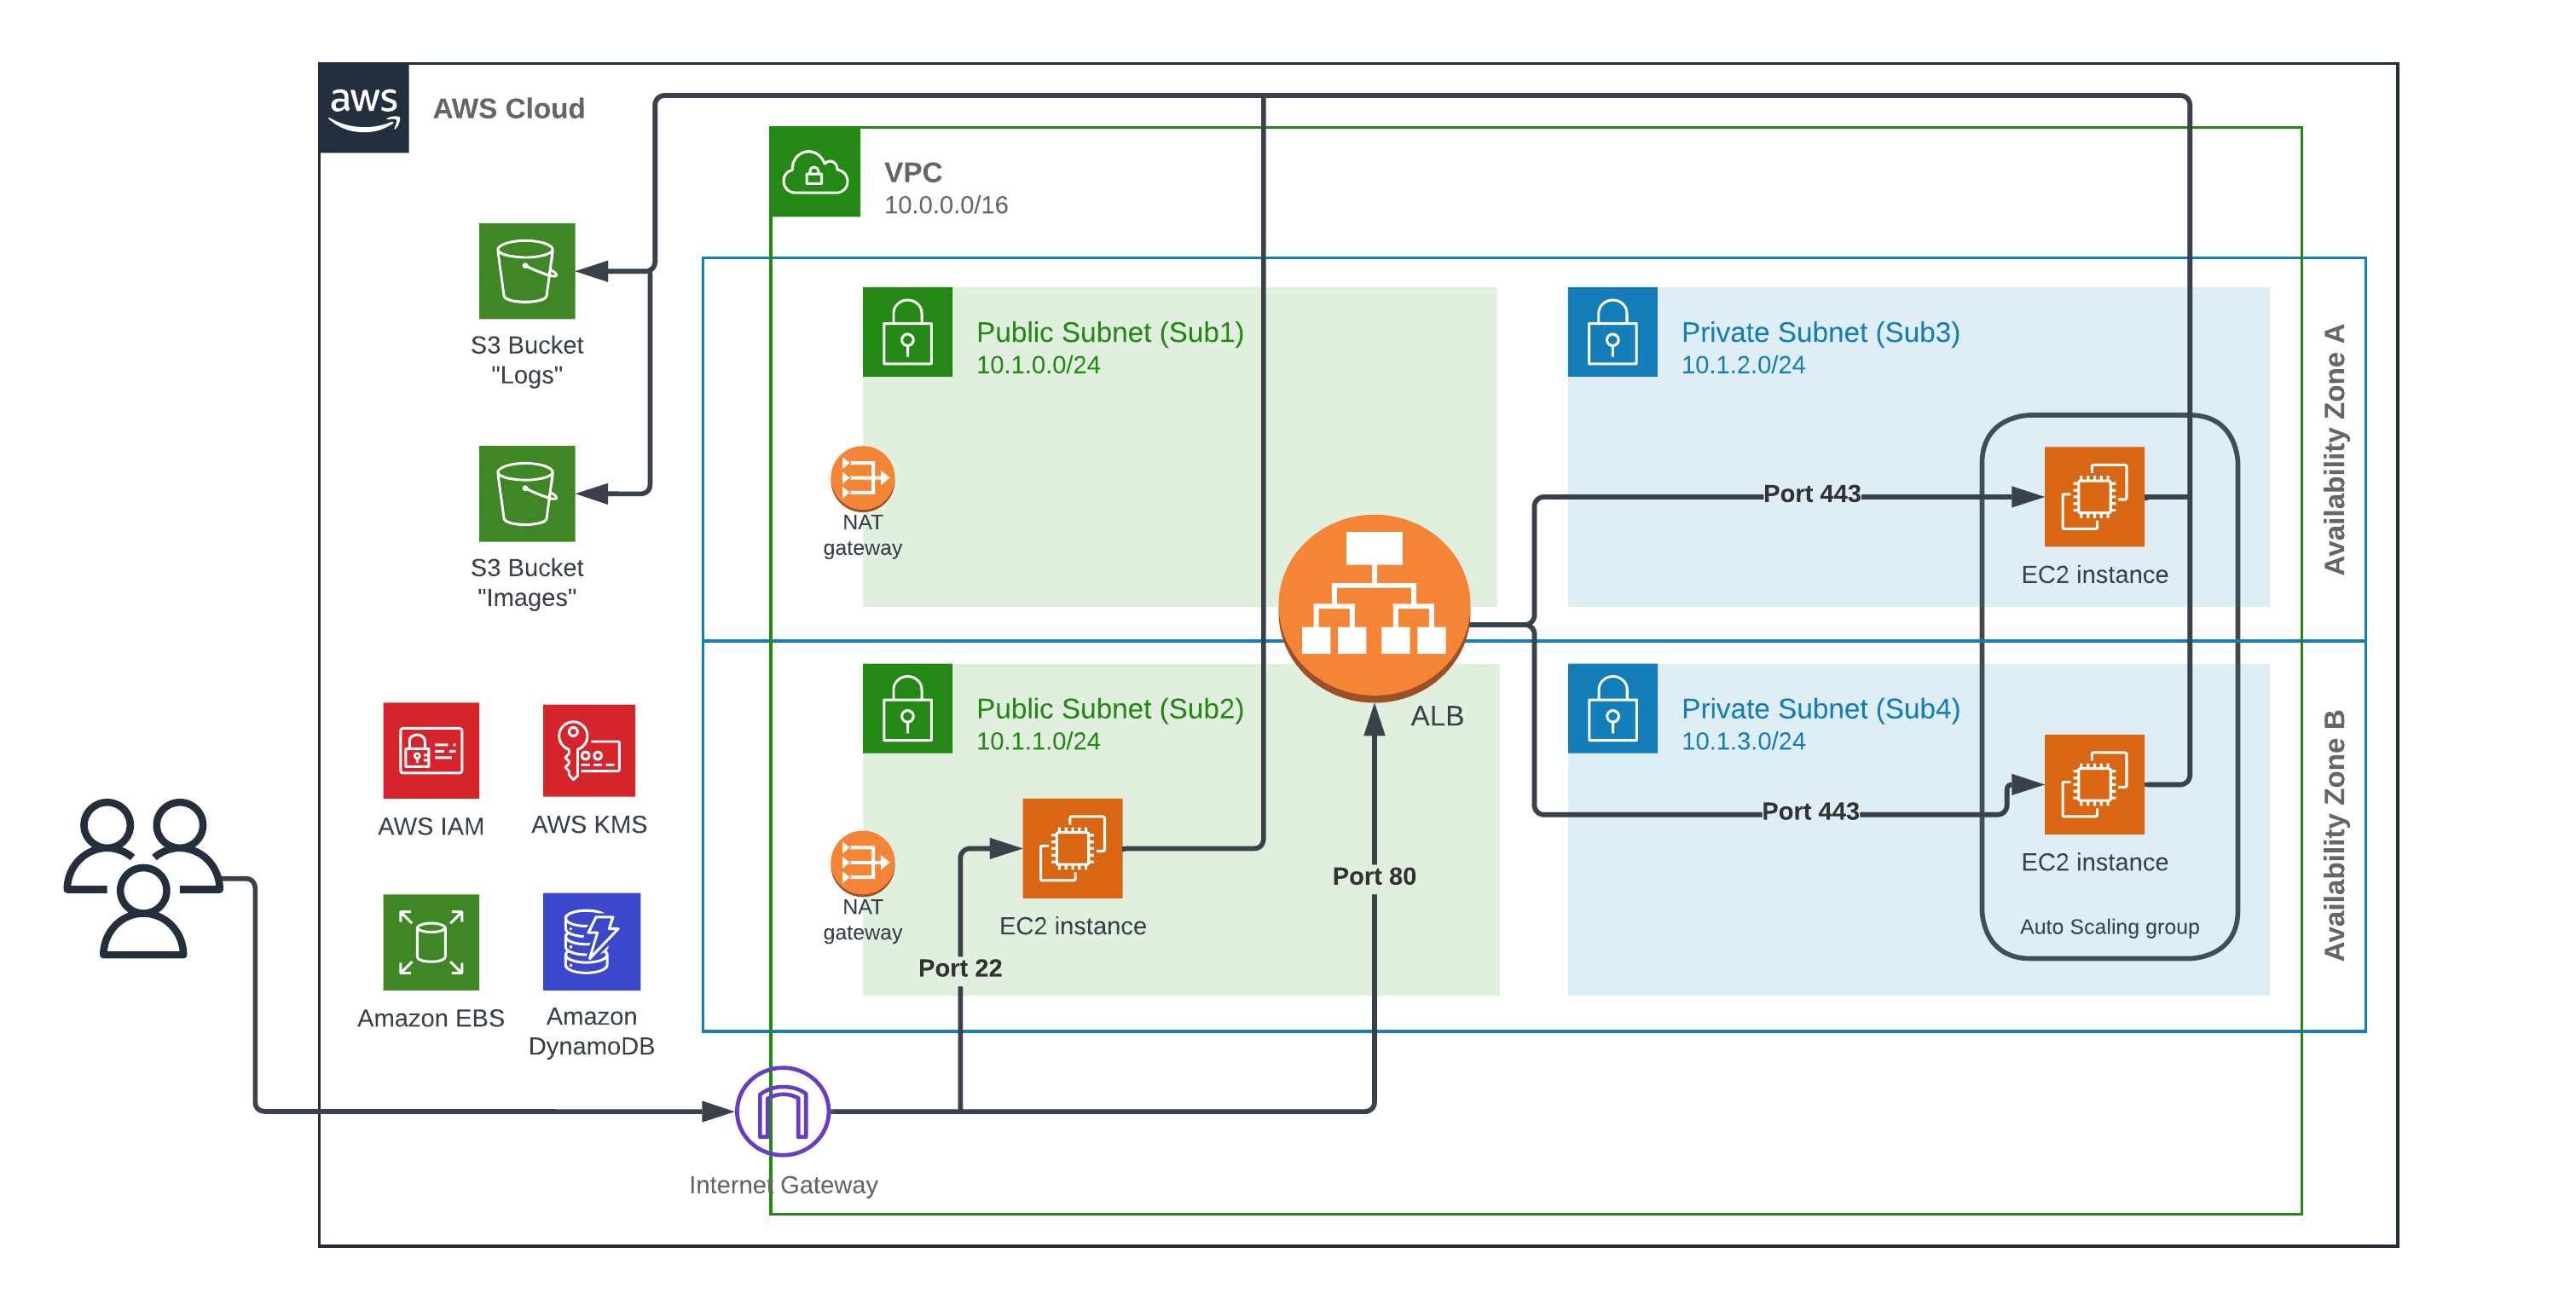 aws
AWS Cloud
VPC
10.0.0.0/16
S3 Bucket
"Logs"
S3 Bucket
"Images"
Public Subnet (Sub1)
10.1.0.0/24
Private Subnet (Sub3)
10.1.2.0/24
Availability Zone A
NAT
gateway
Port 443
EC2 instance
Public Subnet (Sub2)
10.1.1.0/24
ALB
Private Subnet (Sub4)
10.1.3.0/24
Availability Zone B
AWS IAM
AWS KMS
Port 443
EC2 instance
Port 80
NAT
gateway
EC2 instance
Auto Scaling group
Port 22
Amazon EBS
Amazon
DynamoDB
Internet Gateway